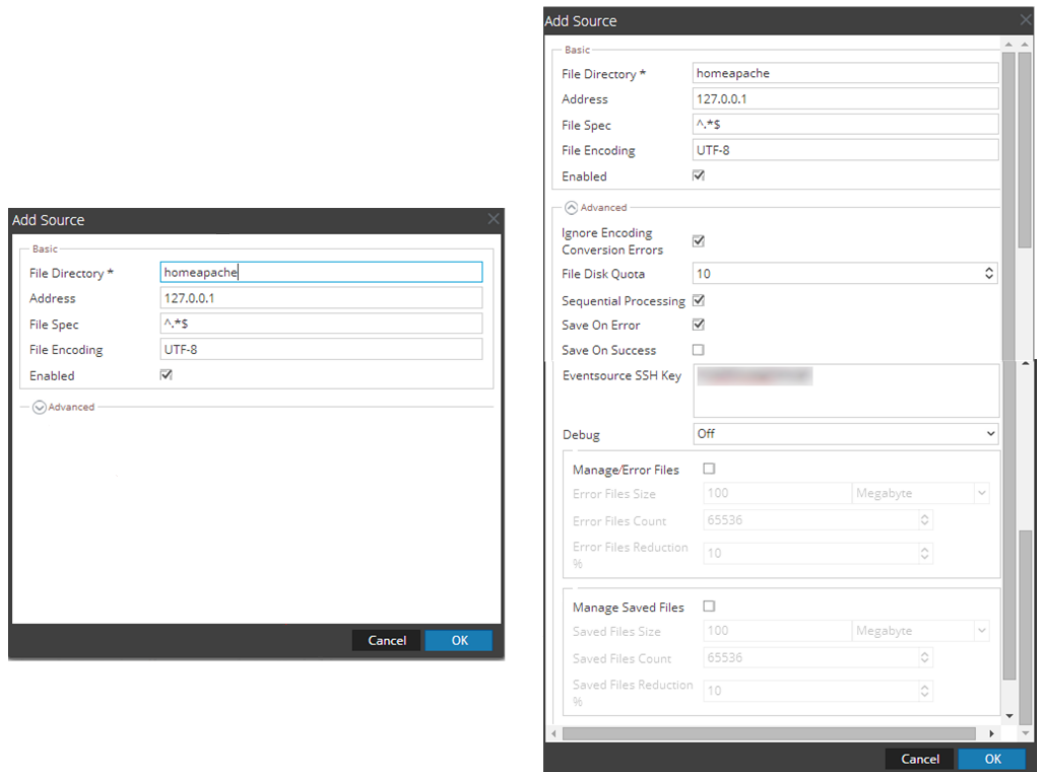 Add Source
Basic
File Directory * homeapache
Address 127.0.0.1
File Spec ^.*$
File Encoding UTF-8
Enabled
Advanced
Cancel OK
Add Source
Basic
File Directory * homeapache
Address 127.0.0.1
File Spec ^.*$
File Encoding UTF-8
Enabled
Advanced
Ignore Encoding
Conversion Errors
File Disk Quota 10
Sequential Processing
Save On Error
Save On Success
Eventsource SSH Key
Debug Off
Manage/Error Files
Error Files Size 100 Megabyte
Error Files Count 65536
Error Files Reduction
% 10
Manage Saved Files
Saved Files Size 100 Megabyte
Saved Files Count 65536
Saved Files Reduction
% 10
Cancel OK